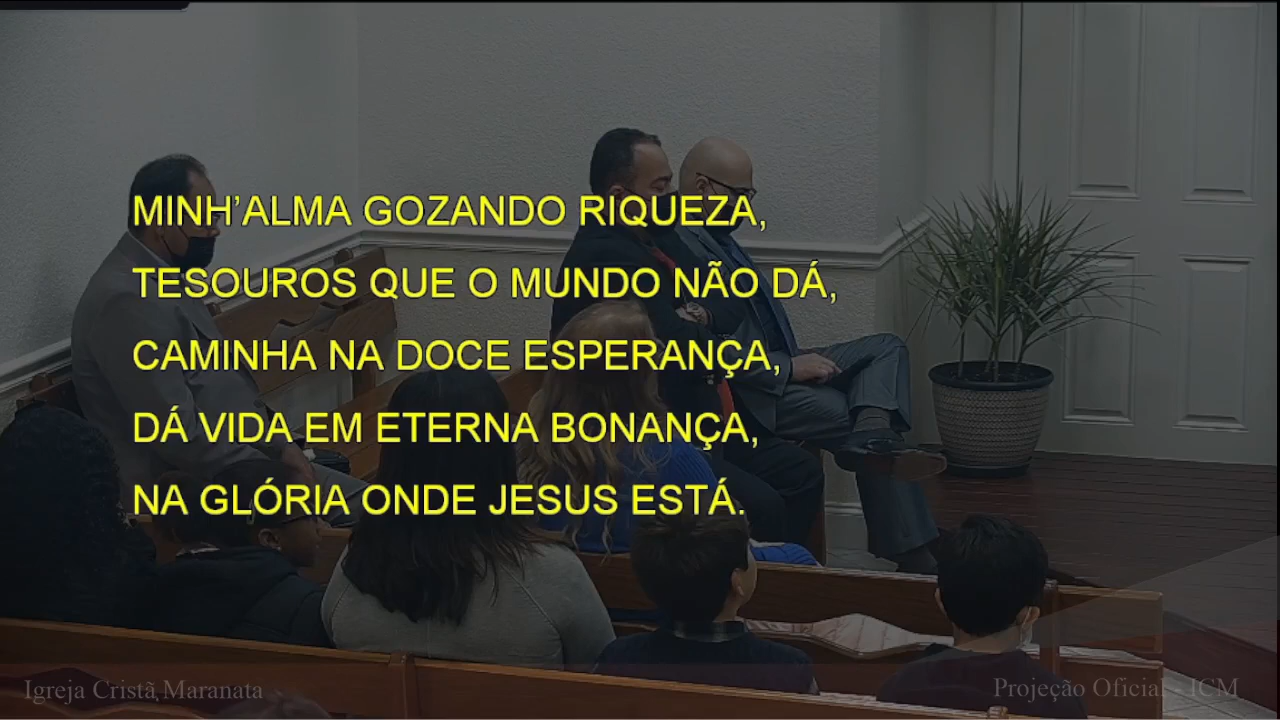 MINH’ALMA GOZANDO RIQUEZA,
TESOUROS QUE O MUNDO NÃO DÁ,
CAMINHA NA DOCE ESPERANÇA,
DÁ VIDA EM ETERNA BONANÇA,
NA GLÓRIA ONDE JESUS ESTÁ.
Igreja Cristã Maranata
Projeção Oficial - ICM